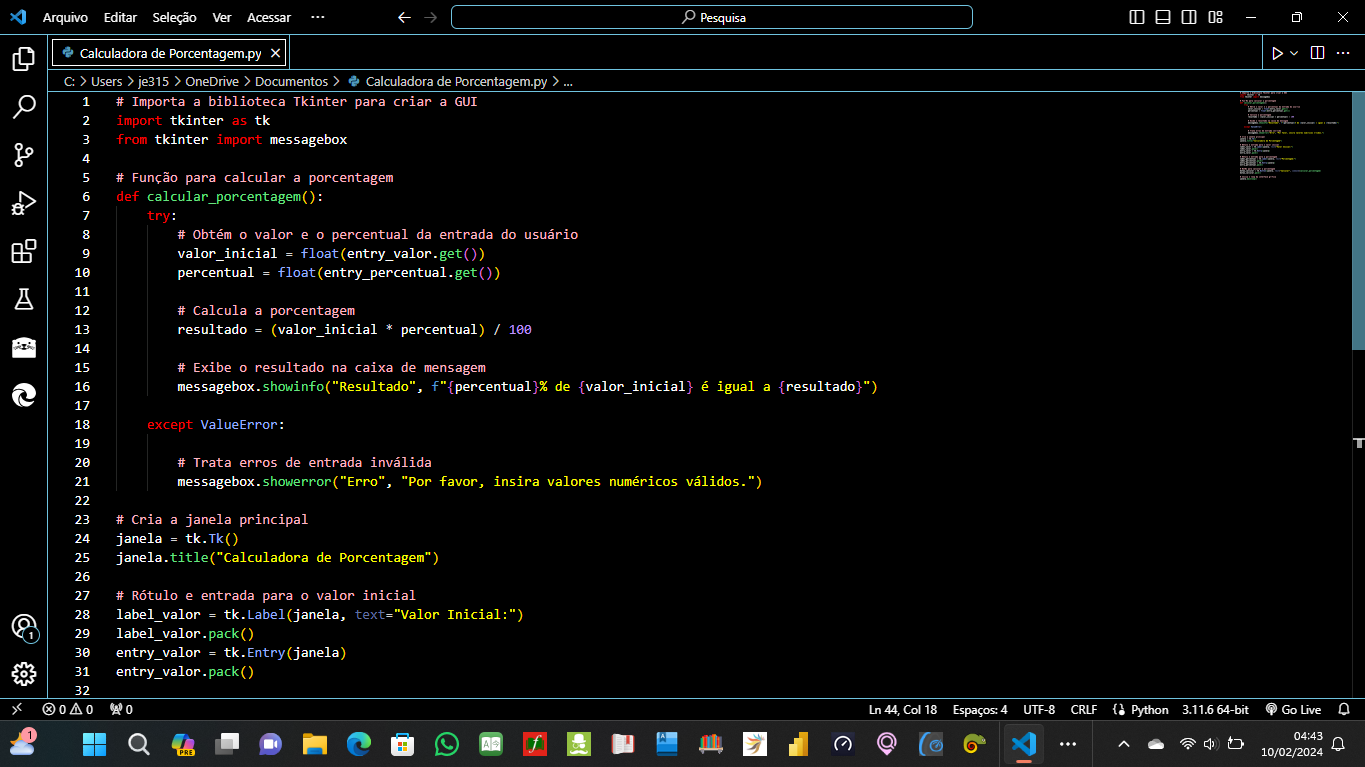 Arquivo Editar Seleção Ver Acessar ··· Pesquisa
Calculadora de Porcentagem.py
C: > Users > je315 > OneDrive > Documentos > Calculadora de Porcentagem.py > ...
1 # Importa a biblioteca Tkinter para criar a GUI
2 import tkinter as tk
3 from tkinter import messagebox
4
5 # Função para calcular a porcentagem
6 def calcular_porcentagem():
7     try:
8         # Obtém o valor e o percentual da entrada do usuário
9         valor_inicial = float(entry_valor.get())
10         percentual = float(entry_percentual.get())
11
12         # Calcula a porcentagem
13         resultado = (valor_inicial * percentual) / 100
14
15         # Exibe o resultado na caixa de mensagem
16         messagebox.showinfo("Resultado", f"{percentual}% de {valor_inicial} é igual a {resultado}")
17
18     except ValueError:
19
20         # Trata erros de entrada inválida
21         messagebox.showerror("Erro", "Por favor, insira valores numéricos válidos.")
22
23 # Cria a janela principal
24 janela = tk.Tk()
25 janela.title("Calculadora de Porcentagem")
26
27 # Rótulo e entrada para o valor inicial
28 label_valor = tk.Label(janela, text="Valor Inicial:")
29 label_valor.pack()
30 entry_valor = tk.Entry(janela)
31 entry_valor.pack()
32
1
0 0 0 Ln 44, Col 18 Espaços: 4 UTF-8 CRLF Python 3.11.6 64-bit Go Live
1 PRE 04:43
10/02/2024